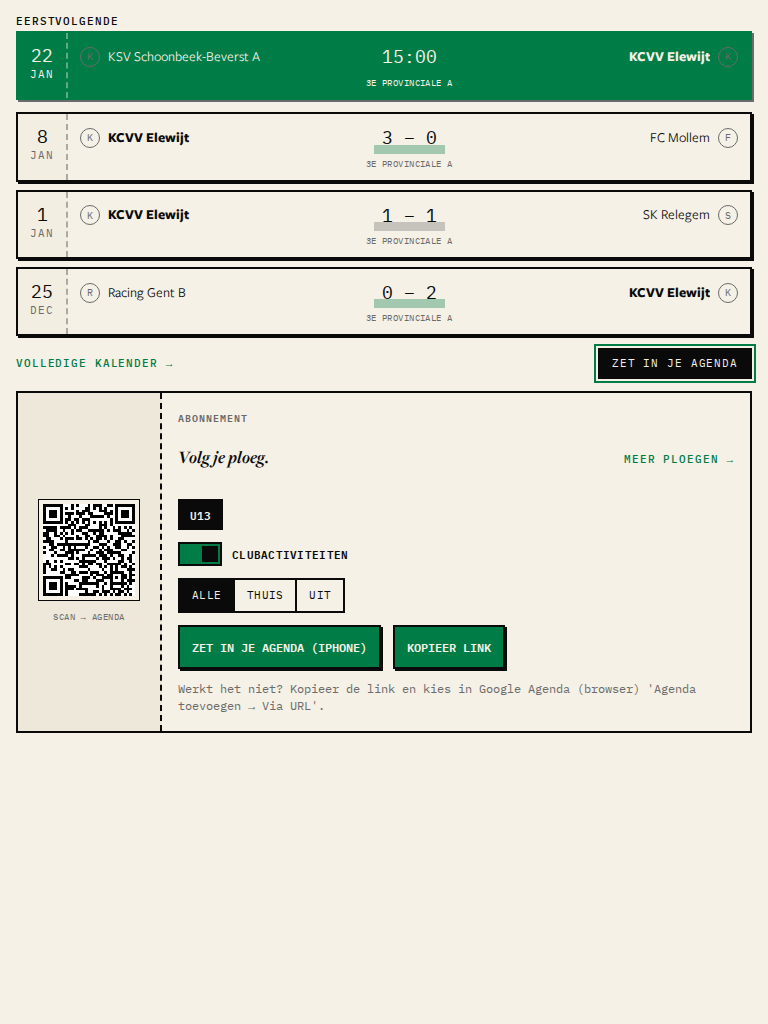 EERSTVOLGENDE
22 JAN K KSV Schoonbeek-Beverst A 15:00 KCVV Elewijt K
3E PROVINCIALE A
8 JAN K KCVV Elewijt 3 – 0 FC Mollem F
3E PROVINCIALE A
1 JAN K KCVV Elewijt 1 – 1 SK Relegem S
3E PROVINCIALE A
25 DEC R Racing Gent B 0 – 2 KCVV Elewijt K
3E PROVINCIALE A
VOLLEDIGE KALENDER → ZET IN JE AGENDA
ABONNEMENT
Volg je ploeg. MEER PLOEGEN →
U13
CLUBACTIVITEITEN
ALLE THUIS UIT
SCAN → AGENDA
ZET IN JE AGENDA (IPHONE) KOPIEER LINK
Werkt het niet? Kopieer de link en kies in Google Agenda (browser) 'Agenda
toevoegen → Via URL'.